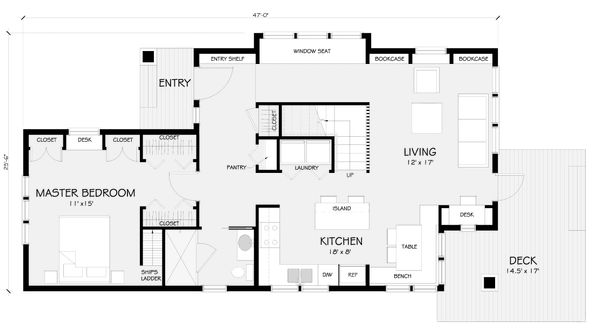 47'-0"
WINDOW SEAT
ENTRY SHELF
BOOKCASE
BOOKCASE
ENTRY
CLOSET
25'-6"
CLOSET
DESK
CLOSET
CLOSET
LIVING
12' x 17'
PANTRY
LAUNDRY
UP
MASTER BEDROOM
11' x15'
ISLAND
DESK
CLOSET
KITCHEN
18' x 8'
TABLE
DECK
14.5' x 17'
SHIPS
LADDER
D/W
REF
BENCH